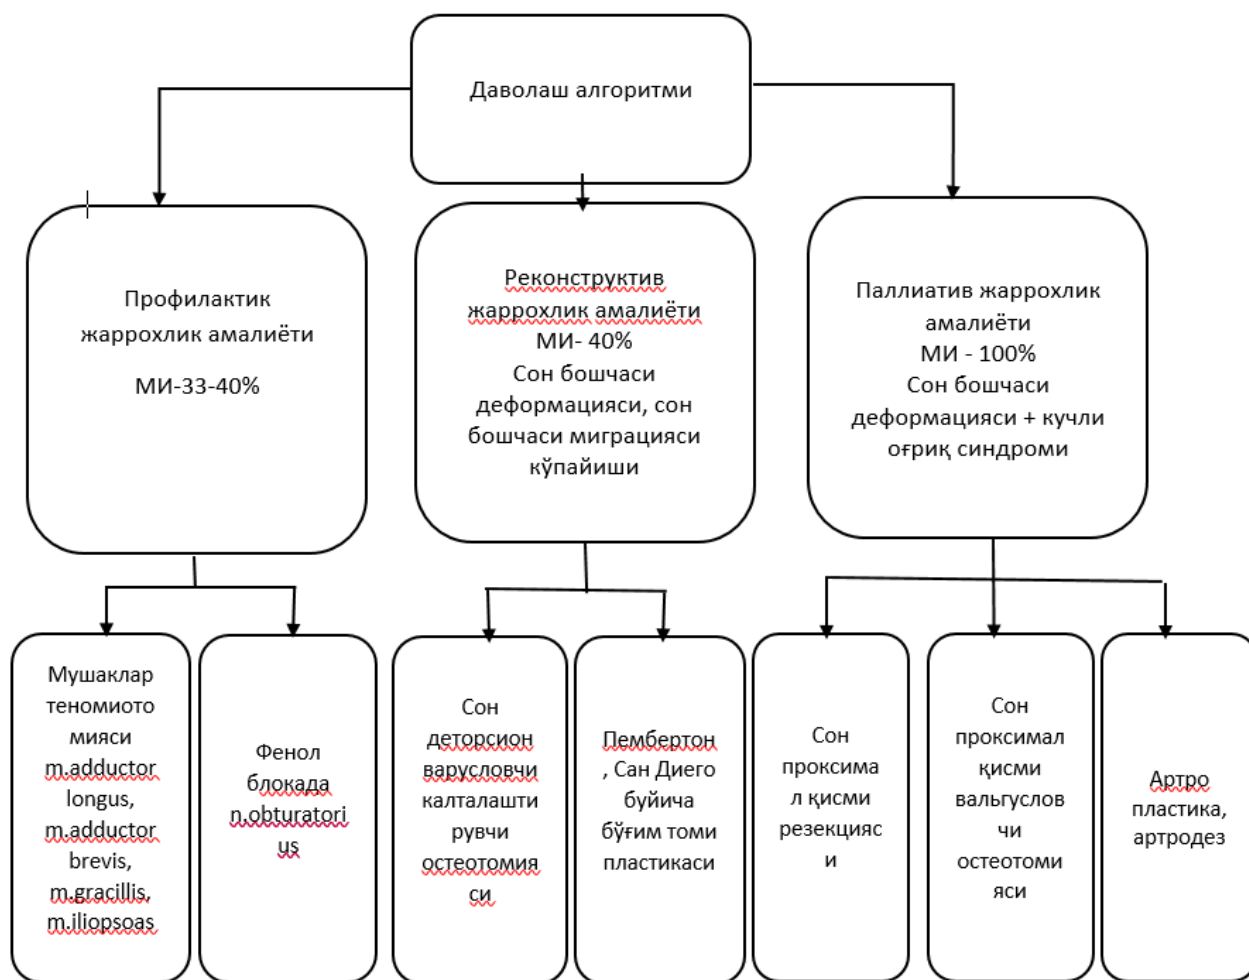 Даволаш алгоритми
Профилактик
жаррохлик амалиёти
МИ-33-40%
Реконструктив
жаррохлик амалиёти
МИ- 40%
Сон бошчаси
деформацияси, сон
бошчаси миграцияси
кўпайиши
Паллиатив жаррохлик
амалиёти
МИ - 100%
Сон бошчаси
деформацияси + кучли
оғриқ синдроми
Мушаклар
теномиото
мияси
m.adductor
longus,
m.adductor
brevis,
m.gracillis,
m.iliopsoas
Фенол
блокада
n.obturatori
us
Сон
деторсион
варусловчи
калталашти
рувчи
остеотомия
си
Пембертон
, Сан Диего
буйича
бўғим томи
пластикаси
Сон
проксима
л қисми
резекцияс
и
Сон
проксимал
қисми
вальгуслов
чи
остеотоми
яси
Артро
пластика,
артродез